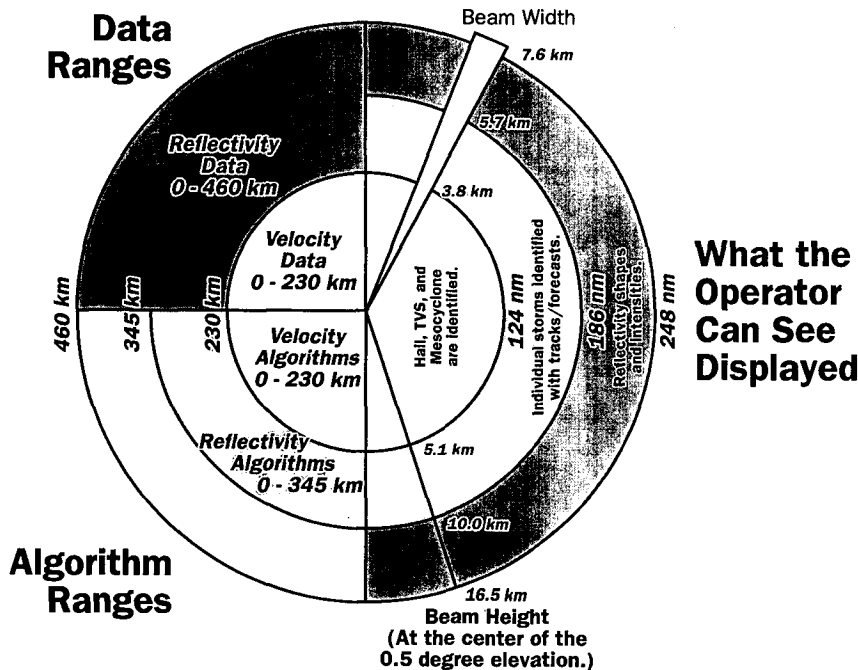 Data
Ranges
Beam Width
7.6 km
5.7 km
3.8 km
Reflectivity
Data
0 - 460 km
Velocity
Data
0 - 230 km
460 km
345 km
230 km
Velocity
Algorithms
0 - 230 km
Reflectivity
Algorithms
0 - 345 km
Hail, TVS, and
Mesocyclone
are identified.
124 nm
Individual storms identified
with tracks/forecasts.
186 nm
Reflectivity shapes
and intensities.
248 nm
What the
Operator
Can See
Displayed
5.1 km
10.0 km
16.5 km
Algorithm
Ranges
Beam Height
(At the center of the
0.5 degree elevation.)